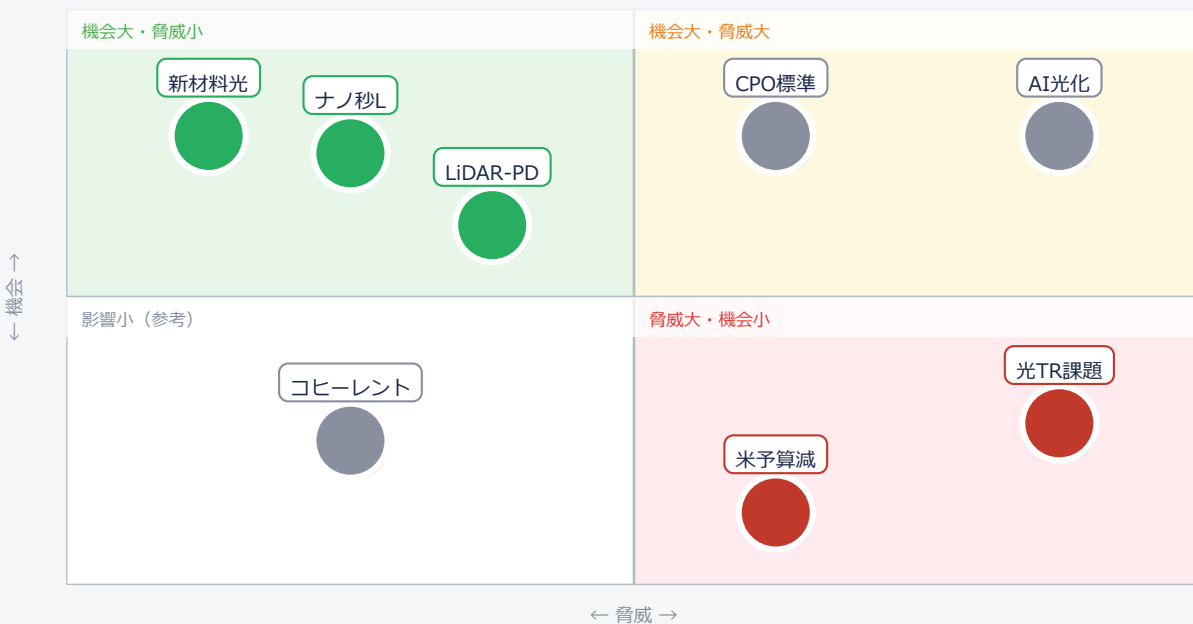 機会大・脅威小
機会大・脅威大
新材料光
ナノ秒L
LiDAR-PD
CPO標準
AI光化
← 機会 →
影響小（参考）
脅威大・機会小
コヒーレント
光TR課題
米予算減
← 脅威 →